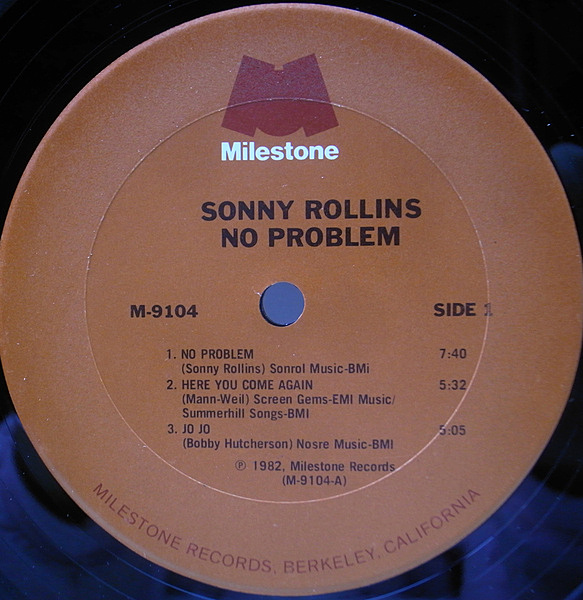 Milestone
SONNY ROLLINS
NO PROBLEM
M-9104 SIDE 1
1. NO PROBLEM 7:40
(Sonny Rollins) Sonrol Music-BMi
2. HERE YOU COME AGAIN 5:32
(Mann-Weil) Screen Gems-EMI Music/
Summerhill Songs-BMI
3. JO JO 5:05
(Bobby Hutcherson) Nosre Music-BMI
℗ 1982, Milestone Records
(M-9104-A)
MILESTONE RECORDS, BERKELEY, CALIFORNIA